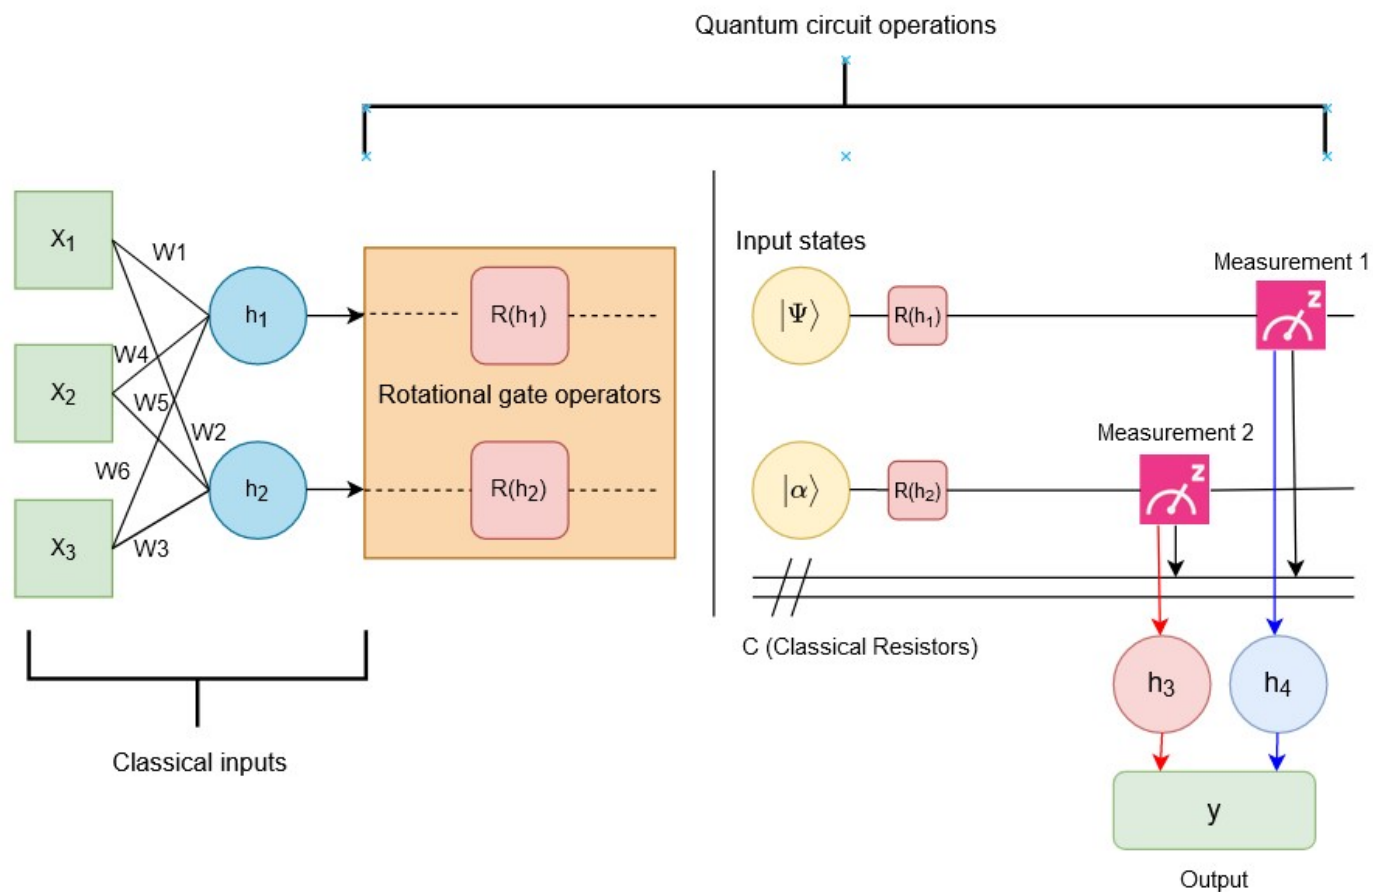 Quantum circuit operations
X1
W1
h1
R(h1)
Input states
|Ψ⟩
R(h1)
Measurement 1
Z
W4
X2
W5
Rotational gate operators
W2
Measurement 2
W6
h2
R(h2)
|α⟩
R(h2)
Z
X3
W3
C (Classical Resistors)
h3
h4
Classical inputs
y
Output